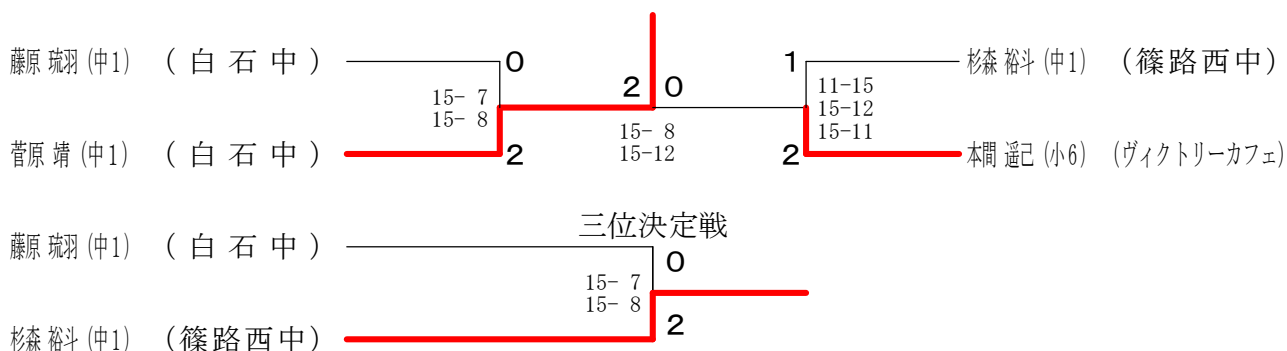 藤原 琉羽 (中1) (白石中)
0
15- 7
15- 8
菅原 靖 (中1) (白石中)
2
2 0
15- 8
15-12
1
杉森 裕斗 (中1) (篠路西中)
11-15
15-12
15-11
2
本間 遥己 (小6) (ヴィクトリーカフェ)
三位決定戦
藤原 琉羽 (中1) (白石中)
0
15- 7
15- 8
杉森 裕斗 (中1) (篠路西中)
2